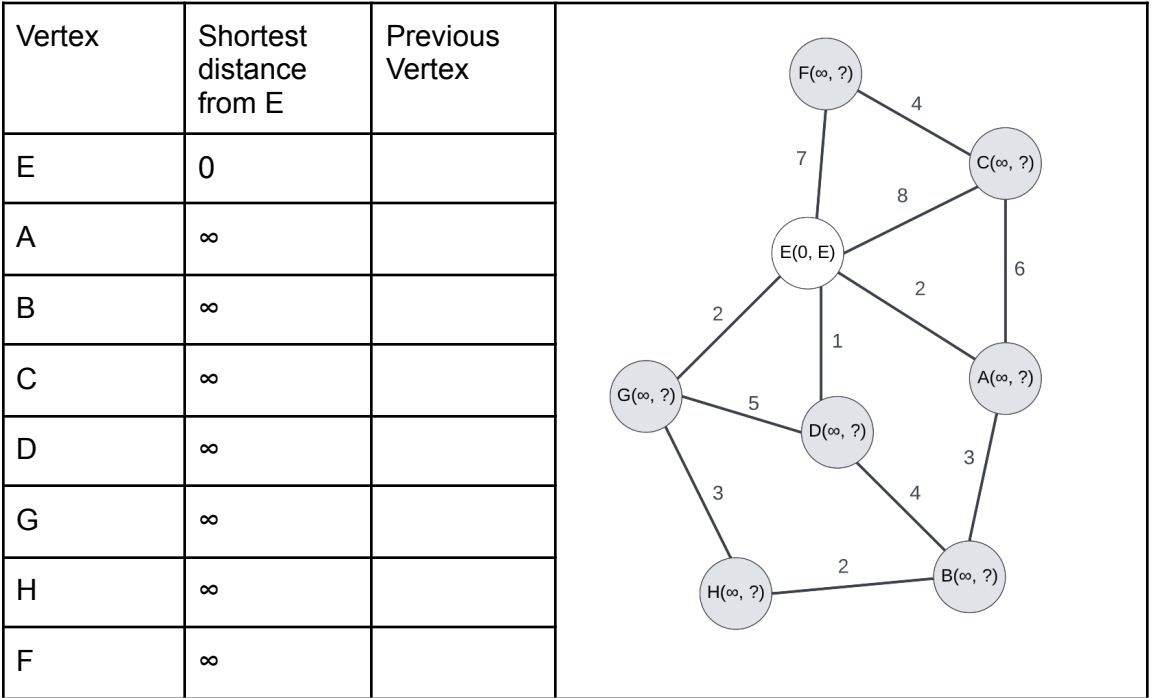 Vertex
Shortest
distance
from E
Previous
Vertex
E
0
A
∞
B
∞
C
∞
D
∞
G
∞
H
∞
F
∞
F(∞, ?)
4
C(∞, ?)
7
8
E(0, E)
6
2
2
1
A(∞, ?)
G(∞, ?)
5
D(∞, ?)
3
3
4
2
B(∞, ?)
H(∞, ?)